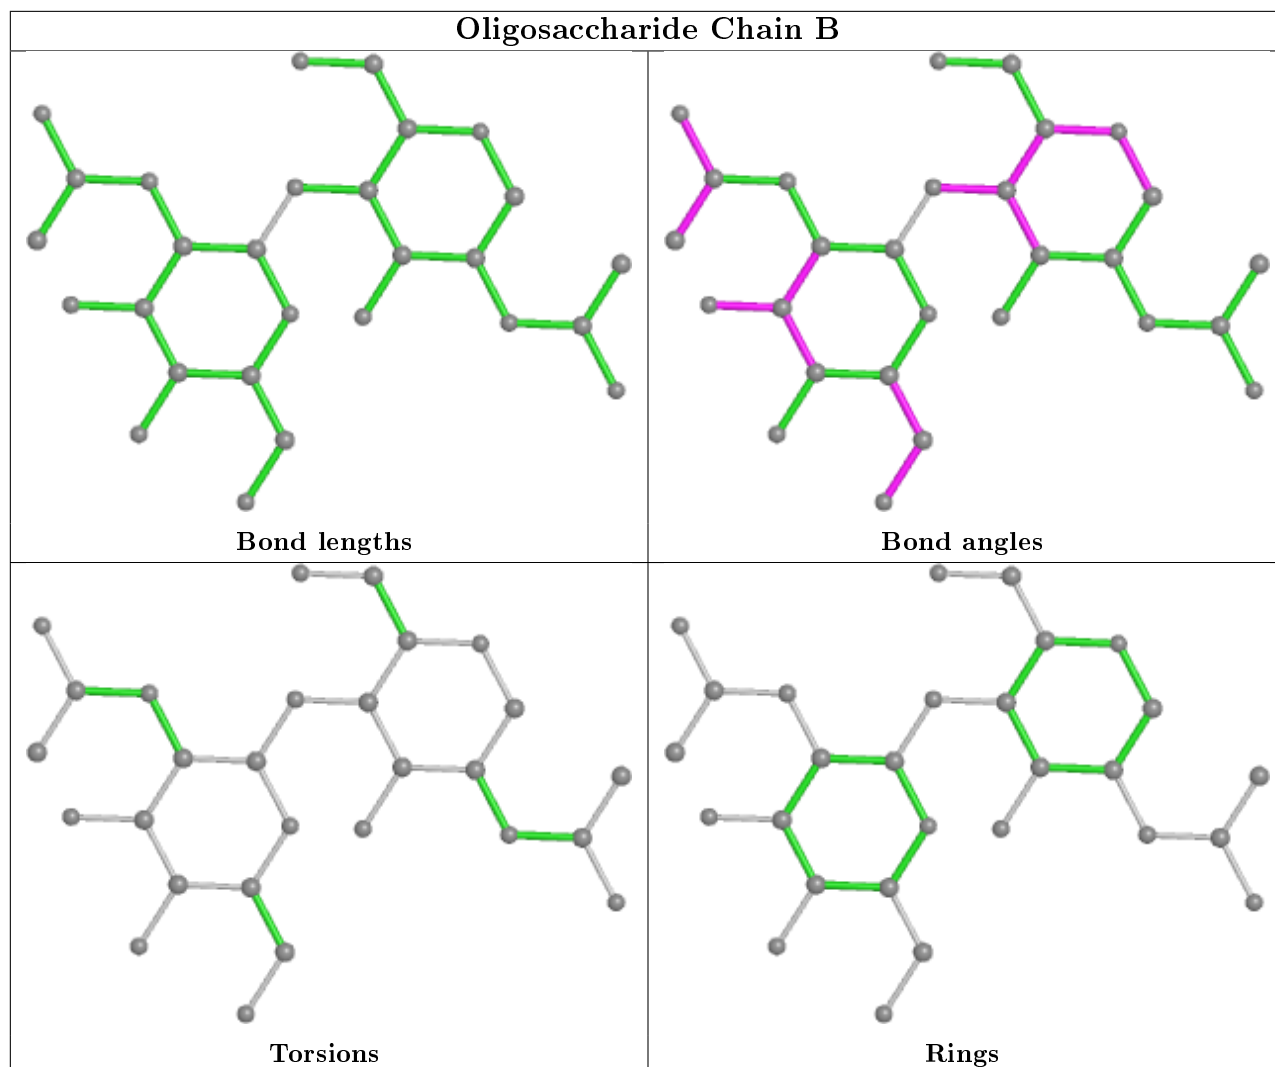 Oligosaccharide Chain B
Bond lengths
Bond angles
Torsions
Rings